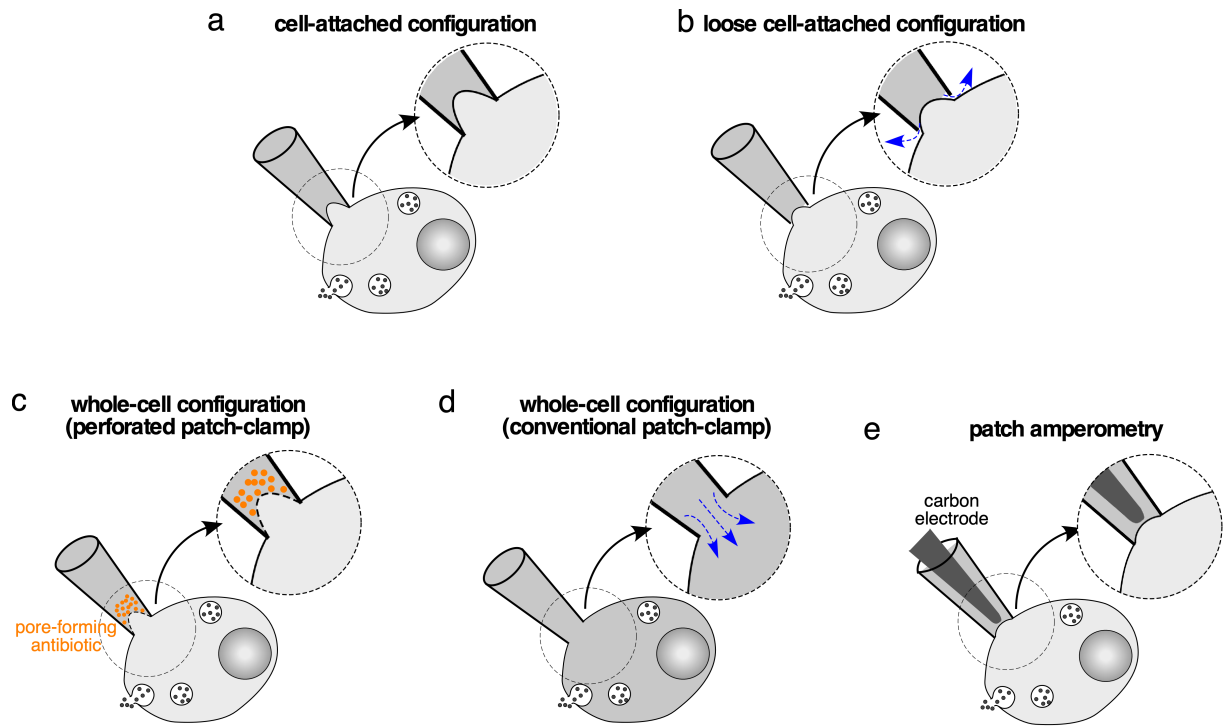 a
cell-attached configuration
b
loose cell-attached configuration
c
whole-cell configuration
(perforated patch-clamp)
pore-forming
antibiotic
d
whole-cell configuration
(conventional patch-clamp)
e
patch amperometry
carbon
electrode